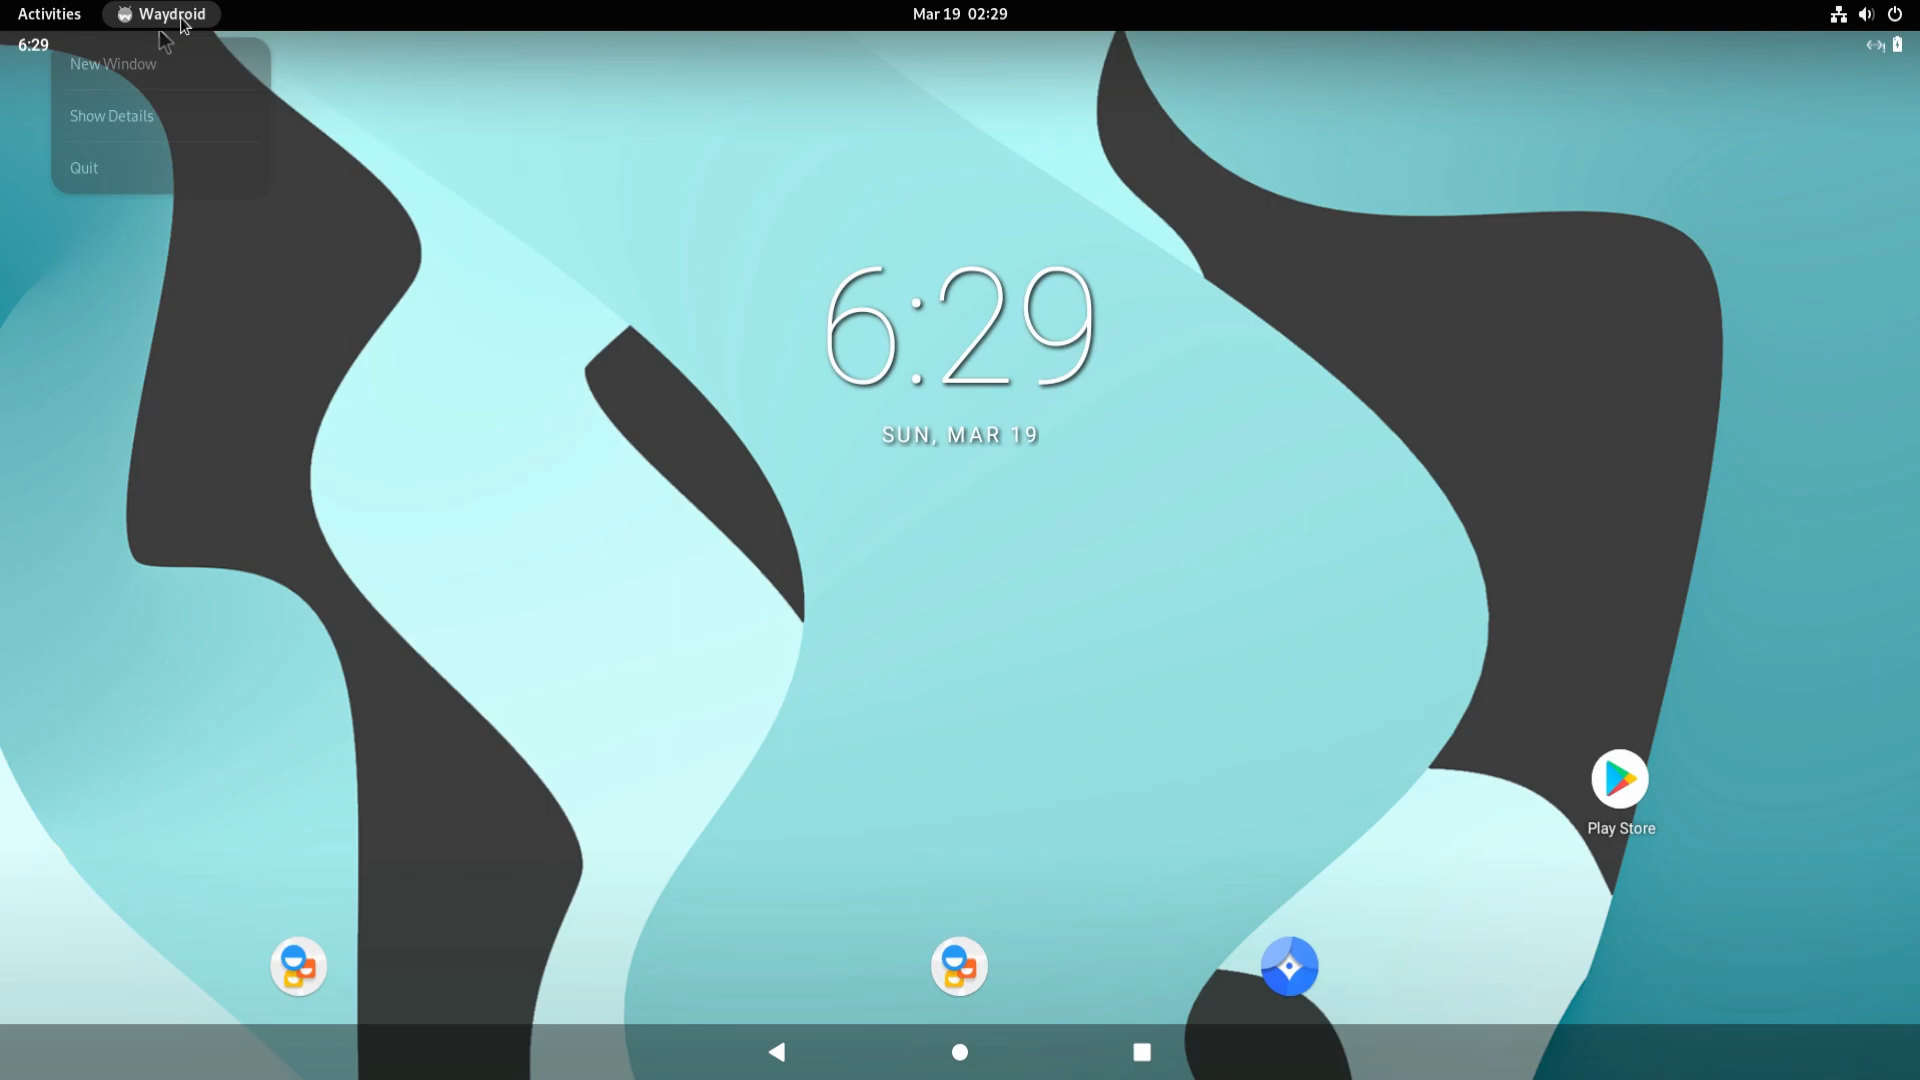 Activities Waydroid Mar 19 02:29
6:29
New Window
Show Details
Quit
6:29
SUN, MAR 19
Play Store